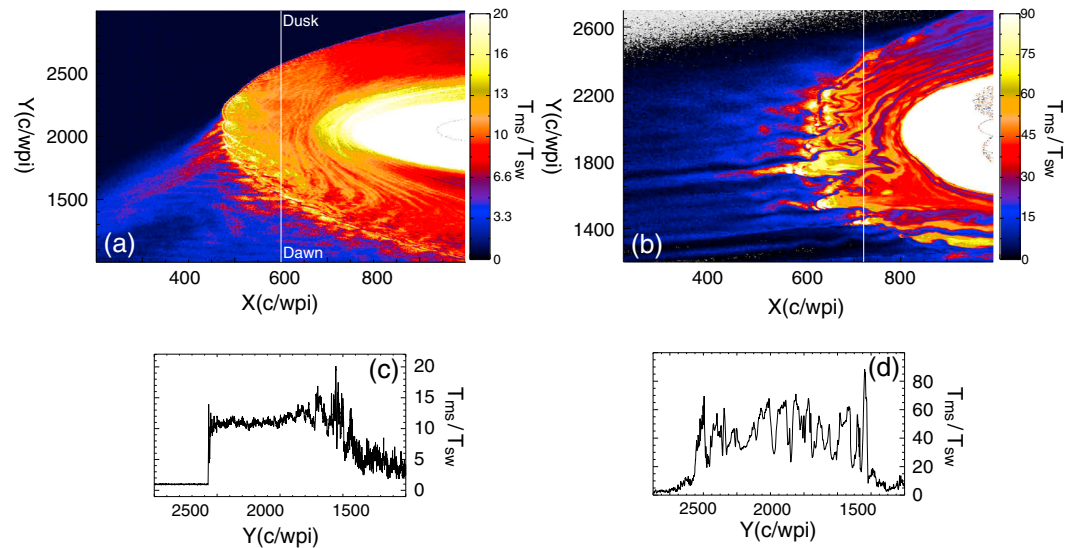 Dusk
Dawn
(a)
Y(c/wpi)
2500
2000
1500
400
600
800
X(c/wpi)
20
16
13
10
6.6
3.3
0
Tms/Tsw
(b)
Y(c/wpi)
2600
2200
1800
1400
400
600
800
X(c/wpi)
90
75
60
45
30
15
0
Tms/Tsw
(c)
20
15
10
5
0
Tms/Tsw
2500
2000
1500
Y(c/wpi)
(d)
80
60
40
20
0
Tms/Tsw
2500
2000
1500
Y(c/wpi)